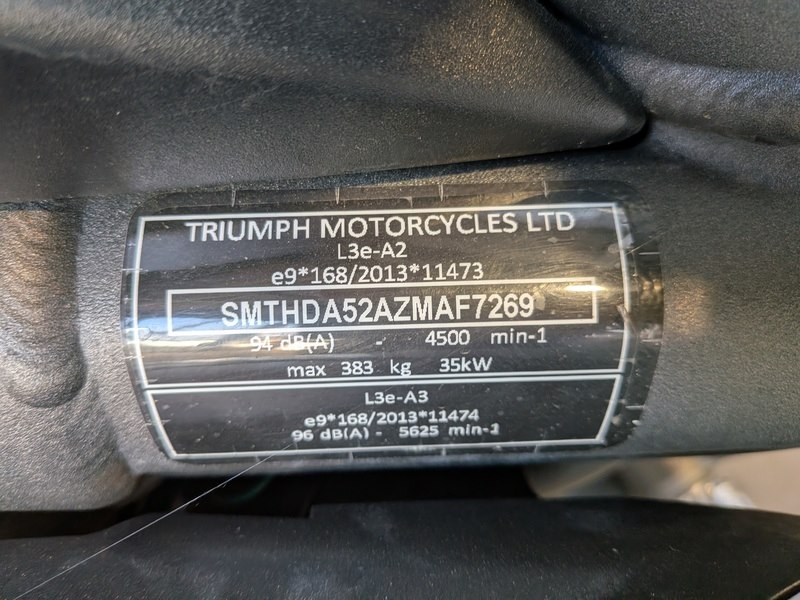 TRIUMPH MOTORCYCLES LTD
L3e-A2
e9*168/2013*11473
SMTHDA52AZMAF7269
94 dB(A) - 4500 min-1
max 383 kg 35kW
L3e-A3
e9*168/2013*11474
96 dB(A) - 5625 min-1